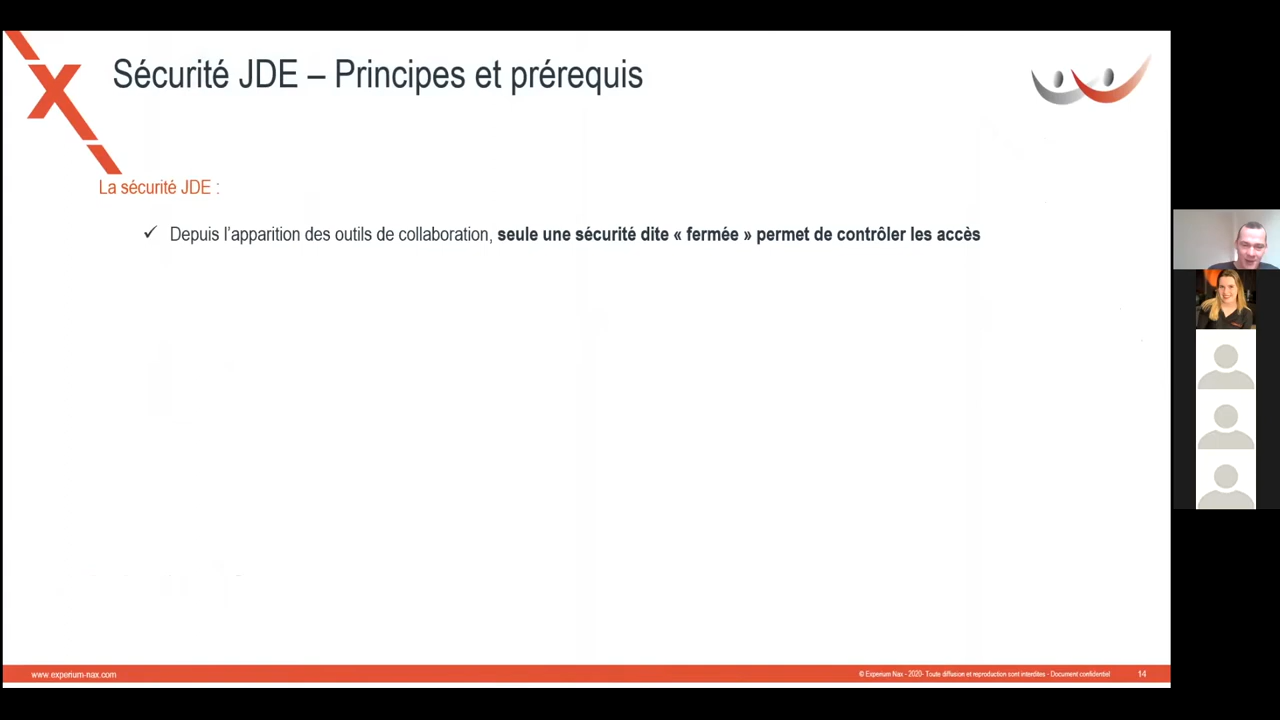 Sécurité JDE – Principes et prérequis
La sécurité JDE :
✓ Depuis l’apparition des outils de collaboration, seule une sécurité dite « fermée » permet de contrôler les accès
www.experium-nax.com
© Experium Nax - 2020- Toute diffusion et reproduction sont interdites - Document confidentiel
14